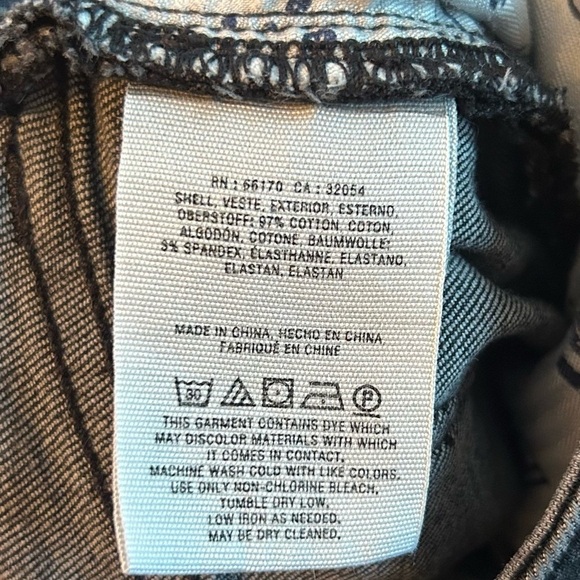 RN : 66170 CA : 32054
SHELL, VESTE, EXTERIOR, ESTERNO,
OBERSTOFF: 97% COTTON, COTON,
ALGODÓN, COTONE, BAUMWOLLE;
3% SPANDEX, ÉLASTHANNE, ELASTANO,
ELASTAN, ELASTAN
MADE IN CHINA, HECHO EN CHINA
FABRIQUÉ EN CHINE
30 P
THIS GARMENT CONTAINS DYE WHICH
MAY DISCOLOR MATERIALS WITH WHICH
IT COMES IN CONTACT.
MACHINE WASH COLD WITH LIKE COLORS.
USE ONLY NON-CHLORINE BLEACH.
TUMBLE DRY LOW.
LOW IRON AS NEEDED.
MAY BE DRY CLEANED.